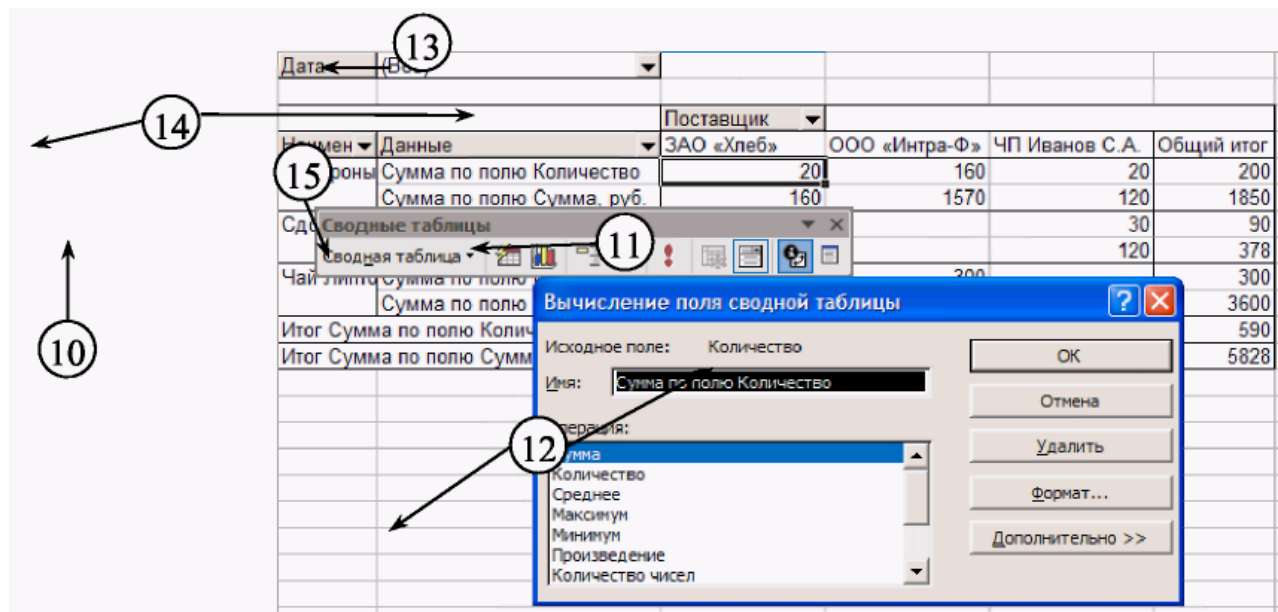 13
Дата
14
Поставщик
Данные ЗАО «Хлеб» ООО «Интра-Ф» ЧП Иванов С.А. Общий итог
15 Сумма по полю Количество 20 160 20 200
Сумма по полю Сумма, руб. 160 1570 120 1850
Сводные таблицы 30 90
Сводная таблица 11 120 378
300 300
Сумма по полю 3600
Вычисление поля сводной таблицы
10
Итог Сумма по полю 590
Итог Сумма по полю 5828
Исходное поле: Количество ОК
Имя: Сумма по полю Количество
Отмена
12
Сумма Удалить
Количество
Среднее Формат...
Максимум
Минимум Дополнительно >>
Произведение
Количество чисел